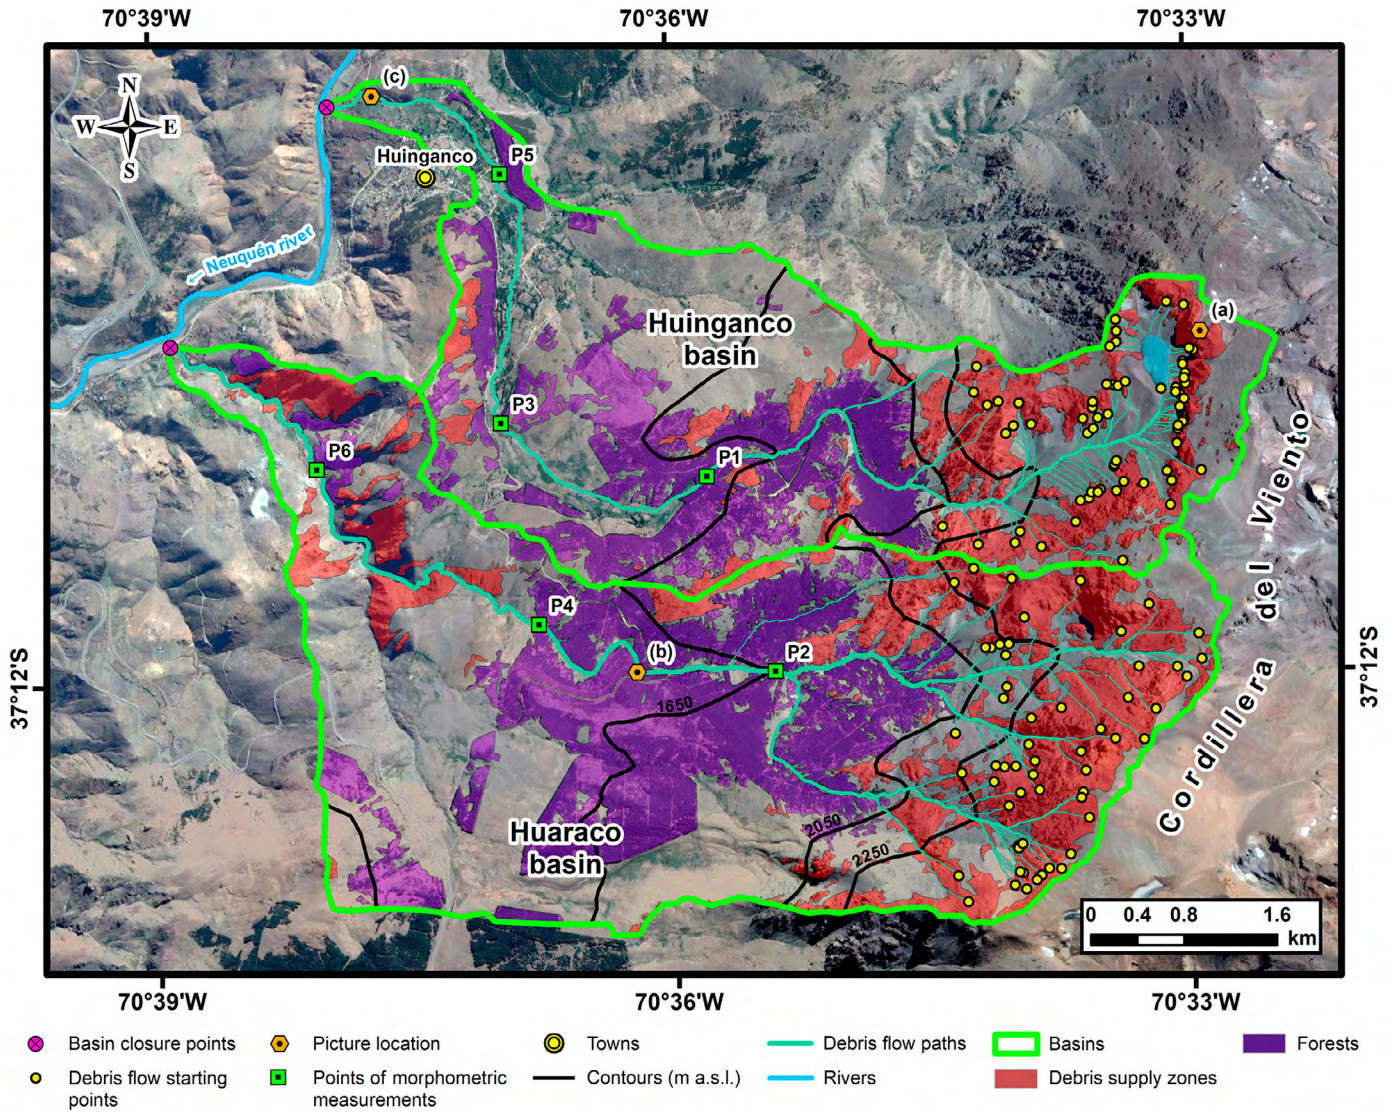 70°39'W 70°36'W 70°33'W
(c)
N
W E
S
Huinganco
P5
← Neuquén river
(a)
Huinganco
basin
P3
P1
P6
Cordillera del Viento
P4
(b)
P2
37°12'S
37°12'S
1650
Huaraco
basin
2050
2250
0 0.4 0.8 1.6
km
70°39'W 70°36'W 70°33'W
Basin closure points
Picture location
Towns
Debris flow paths
Basins
Forests
Debris flow starting
points
Points of morphometric
measurements
Contours (m a.s.l.)
Rivers
Debris supply zones